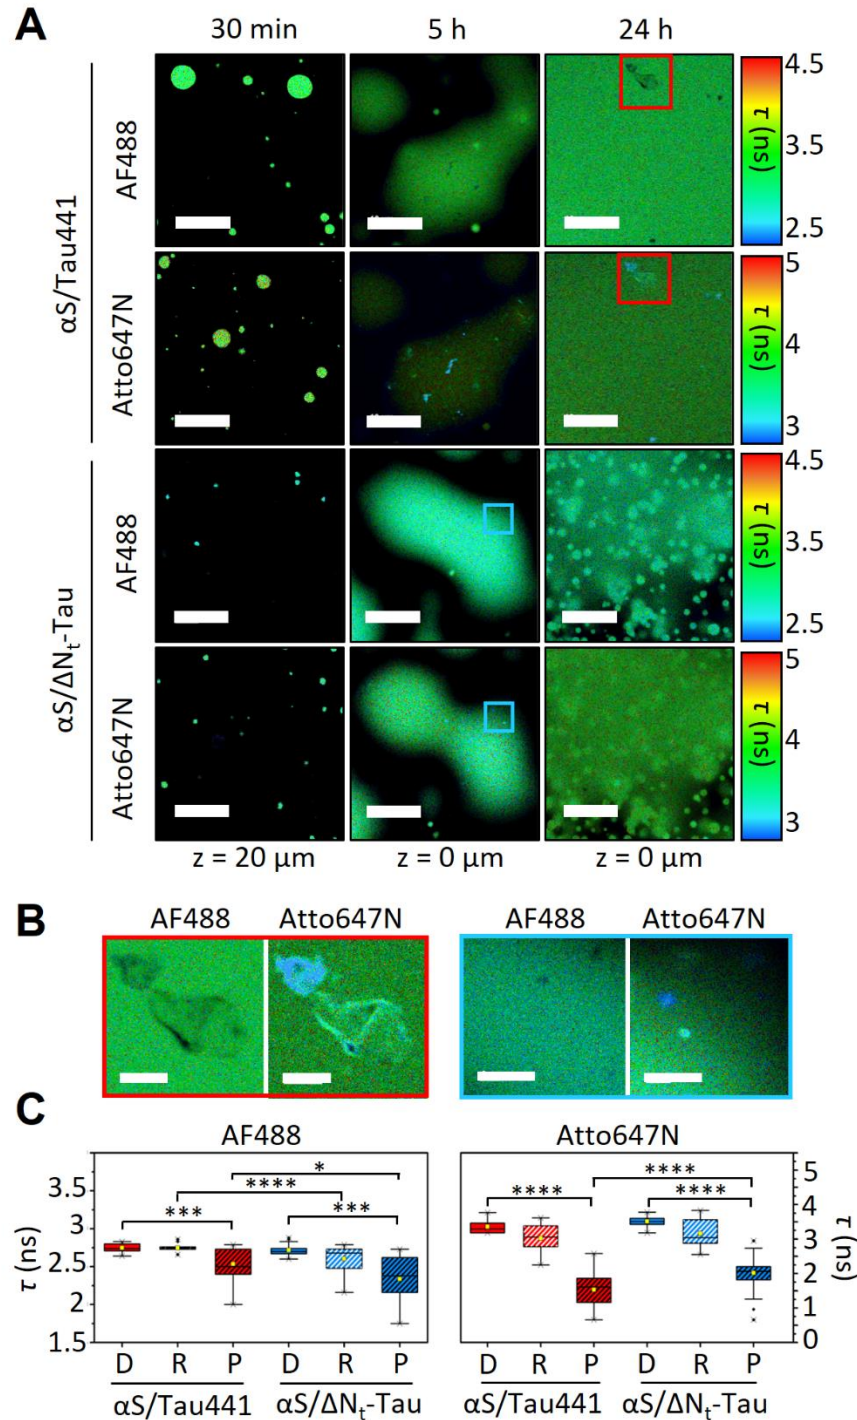 A
30 min 5 h 24 h
αS/Tau441
AF488
4.5
3.5
2.5
τ (ns)
Atto647N
5
4
3
τ (ns)
αS/ΔNt-Tau
AF488
4.5
3.5
2.5
τ (ns)
Atto647N
5
4
3
τ (ns)
z = 20 µm z = 0 µm z = 0 µm
B
AF488 Atto647N AF488 Atto647N
C
AF488 Atto647N
τ (ns)
3.5
3
2.5
2
1.5
*
****
*** ***
****
**** ****
5
4
3
2
1
0
τ (ns)
D R P D R P D R P D R P
αS/Tau441 αS/ΔNt-Tau αS/Tau441 αS/ΔNt-Tau